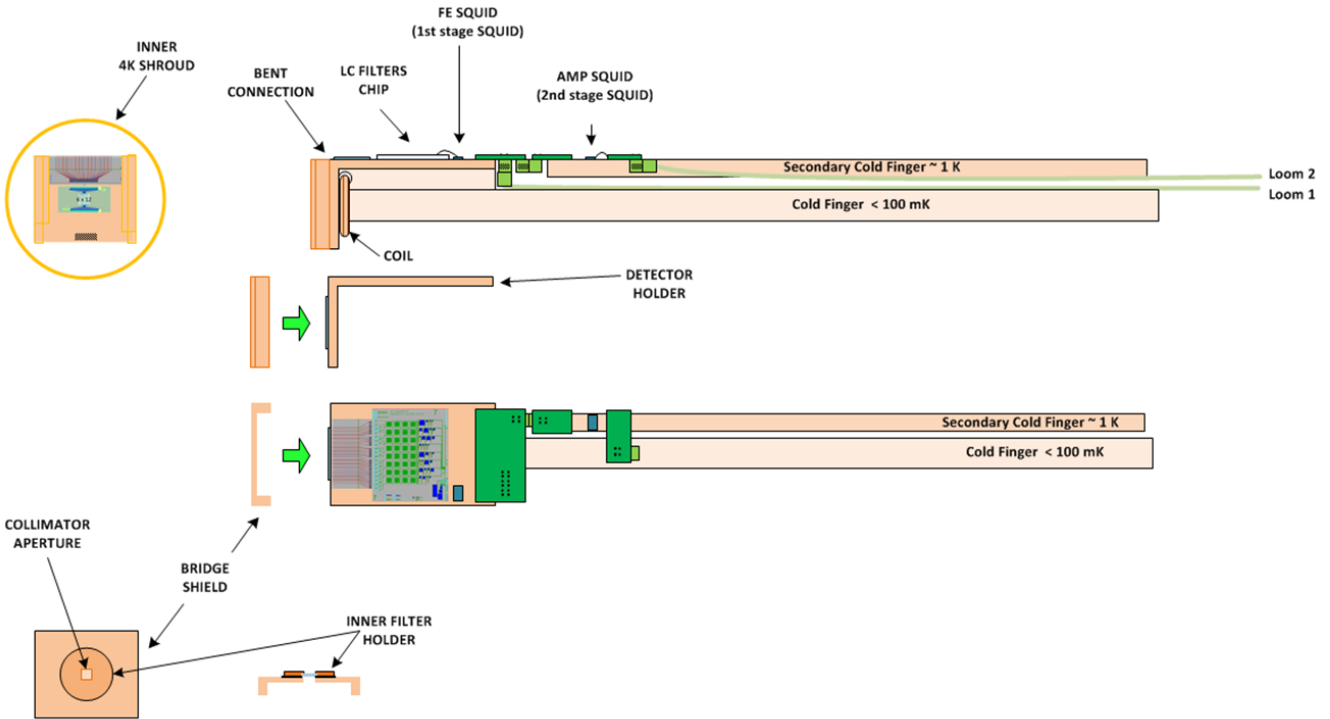 FE SQUID
(1st stage SQUID)
INNER
4K SHROUD
BENT
CONNECTION
LC FILTERS
CHIP
AMP SQUID
(2nd stage SQUID)
Secondary Cold Finger ~ 1 K
Loom 2
Loom 1
Cold Finger < 100 mK
6 x 12
COIL
DETECTOR
HOLDER
Secondary Cold Finger ~ 1 K
Cold Finger < 100 mK
COLLIMATOR
APERTURE
BRIDGE
SHIELD
INNER FILTER
HOLDER